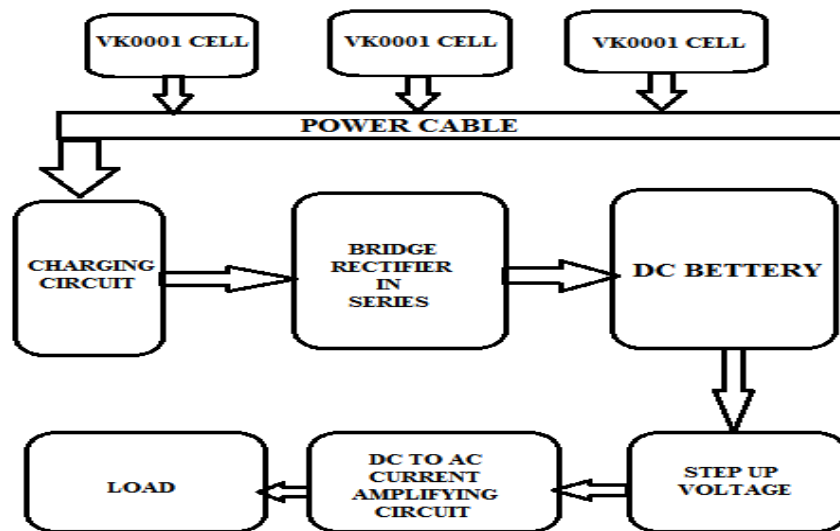 VK0001 CELL
VK0001 CELL
VK0001 CELL
POWER CABLE
CHARGING
CIRCUIT
BRIDGE
RECTIFIER
IN
SERIES
DC BETTERY
LOAD
DC TO AC
CURRENT
AMPLIFYING
CIRCUIT
STEP UP
VOLTAGE